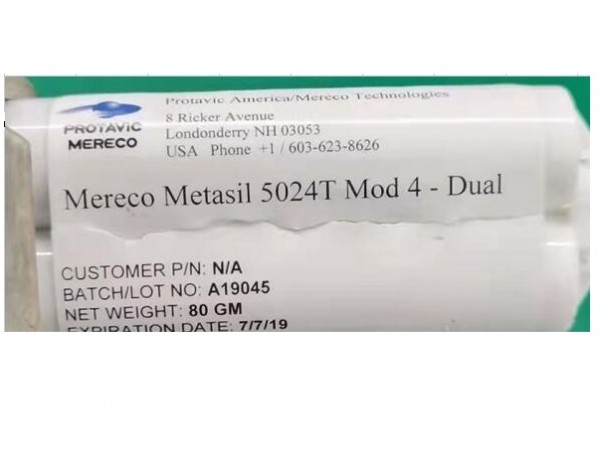 Protavic America/Mereco Technologies
8 Ricker Avenue
Londonderry NH 03053
USA Phone +1 / 603-623-8626
PROTAVIC
MERECO
Mereco Metasil 5024T Mod 4 - Dual
CUSTOMER P/N: N/A
BATCH/LOT NO: A19045
NET WEIGHT: 80 GM
EXPIRATION DATE: 7/7/19